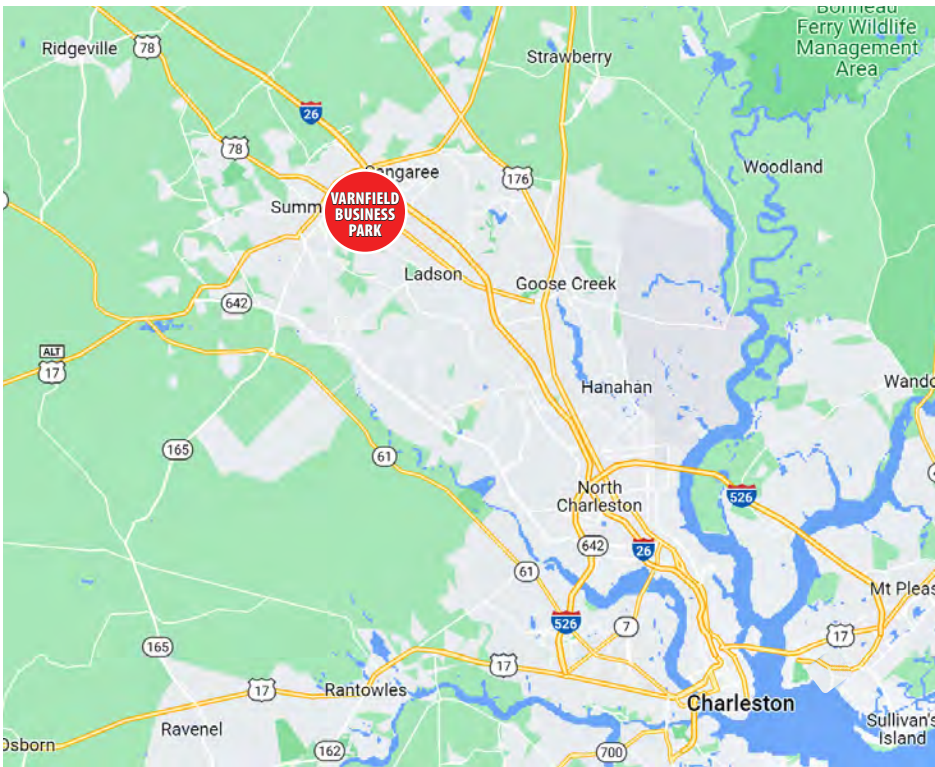 Bonneau
Ferry Wildlife
Management
Area
Ridgeville
78
Strawberry
26
78
Sangaree
176
Woodland
VARNFIELD
BUSINESS
PARK
Summ
Ladson
Goose Creek
642
ALT
17
Hanahan
Wando
165
61
North
Charleston
526
642
26
61
Mt Pleas
526
7
17
165
17
17
Rantowles
Charleston
Ravenel
Sullivan's
Island
Osborn
162
700